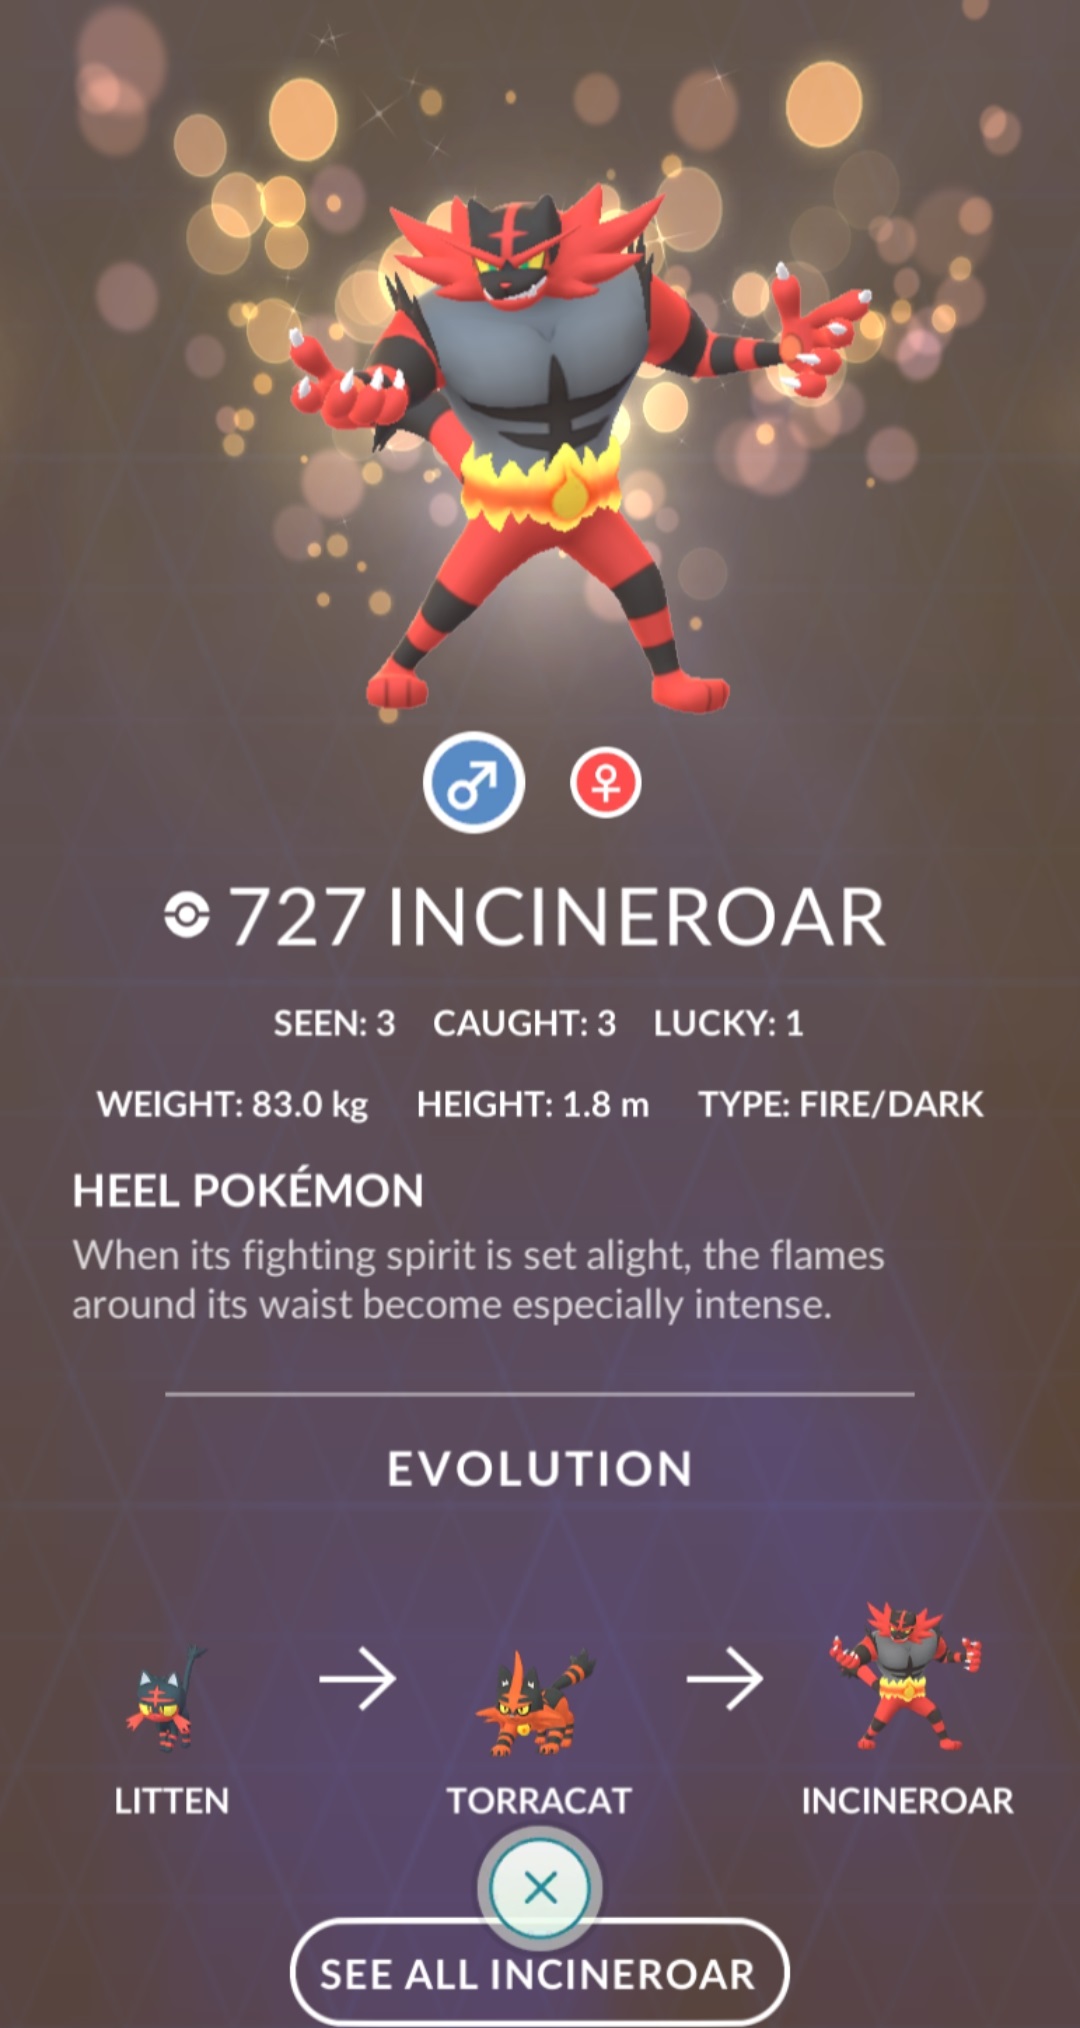 727 INCINEROAR
SEEN: 3 CAUGHT: 3 LUCKY: 1
WEIGHT: 83.0 kg HEIGHT: 1.8 m TYPE: FIRE/DARK
HEEL POKÉMON
When its fighting spirit is set alight, the flames
around its waist become especially intense.
EVOLUTION
LITTEN TORRACAT INCINEROAR
SEE ALL INCINEROAR